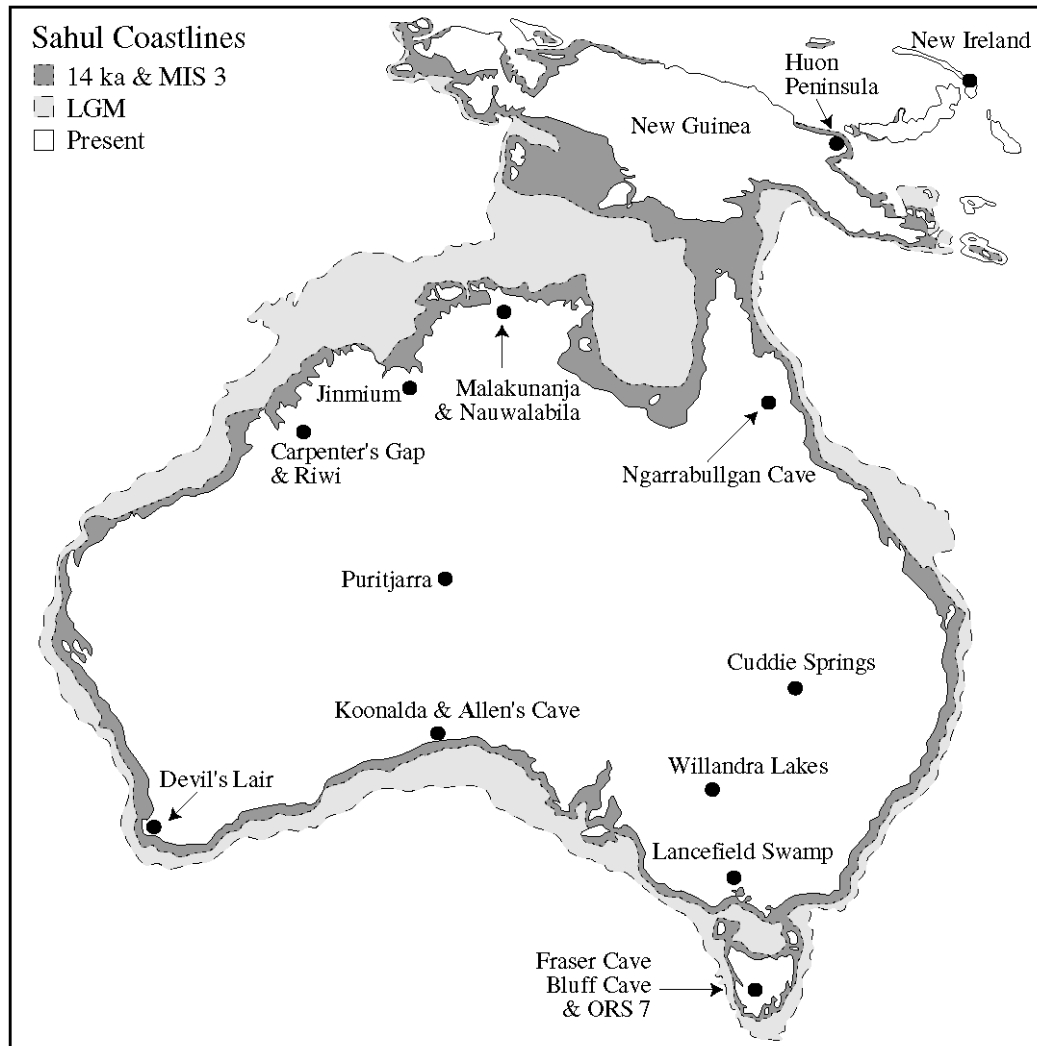 Sahul Coastlines
14 ka & MIS 3
LGM
Present
New Ireland
Huon
Peninsula
New Guinea
Jinmium
Malakunanja
& Nauwalabila
Carpenter's Gap
& Riwi
Ngarrabullgan Cave
Puritjarra
Cuddie Springs
Koonalda & Allen's Cave
Willandra Lakes
Devil's Lair
Lancefield Swamp
Fraser Cave
Bluff Cave
& ORS 7